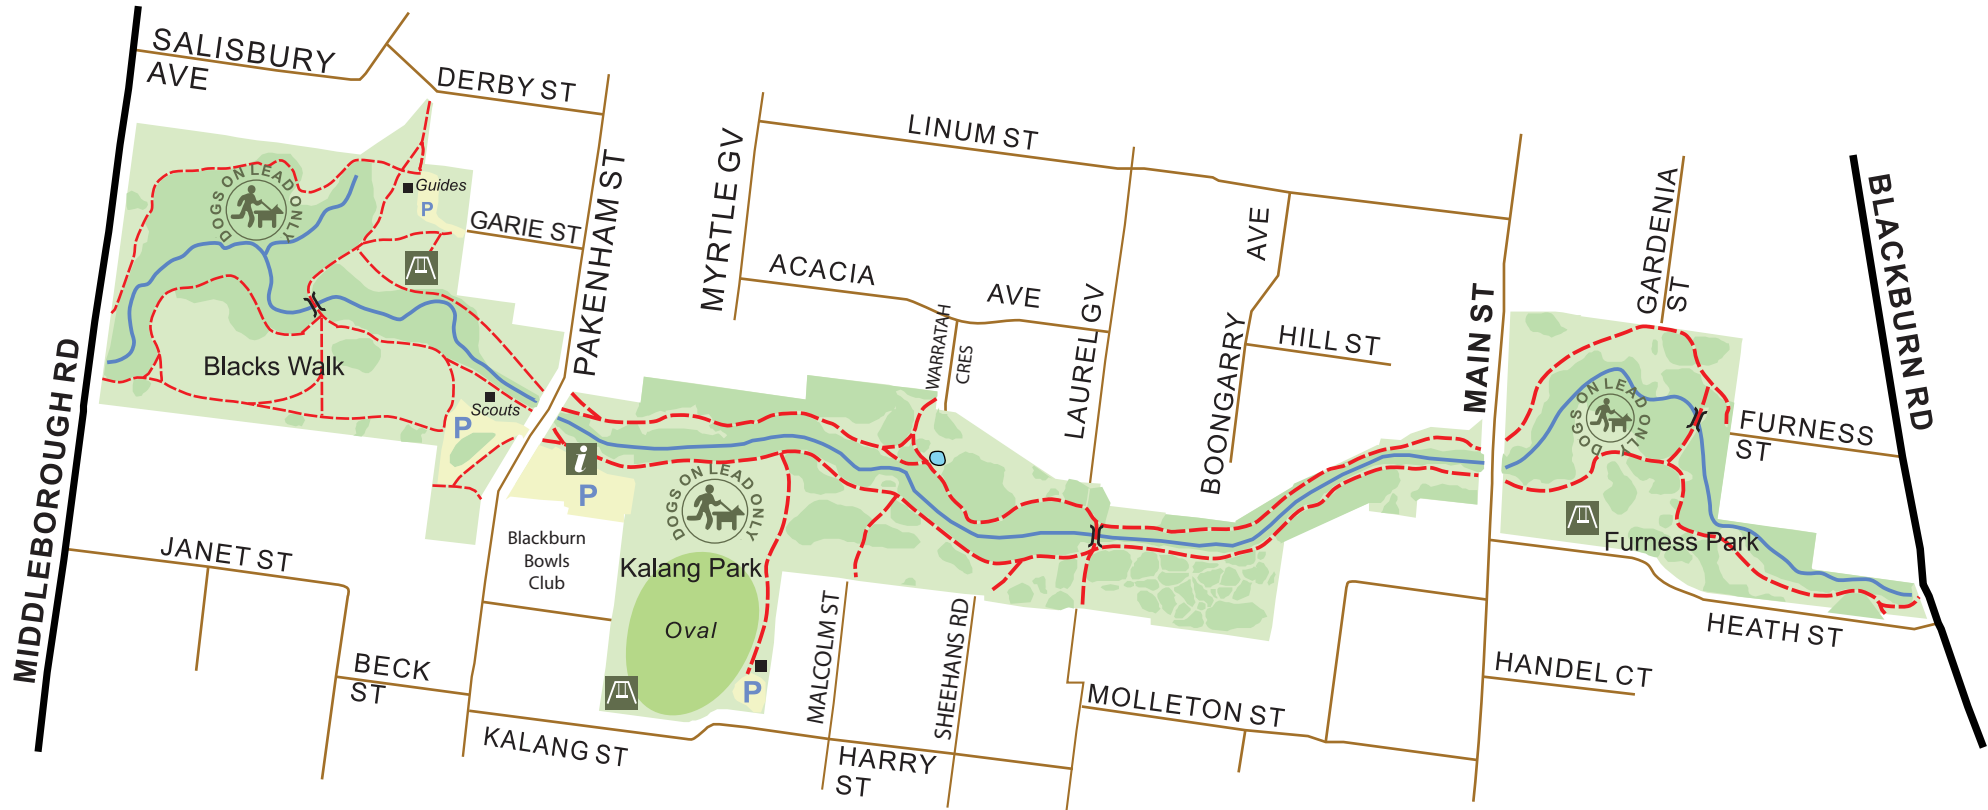 SALISBURY
AVE
DERBY ST
DOGS ON LEAD ONLY
Guides
P
GARIE ST
PAKENHAM ST
MYRTLE GV
LINUM ST
ACACIA
AVE
WARRATAH
CRES
LAUREL GV
BOONGARRY
AVE
HILL ST
MAIN ST
GARDENIA
ST
BLACKBURN RD
Blacks Walk
Scouts
P
MIDDLEBOROUGH RD
i
P
DOGS ON LEAD ONLY
DOGS ON LEAD ONLY
FURNESS
ST
Blackburn
Bowls
Club
Kalang Park
Oval
P
Furness Park
JANET ST
BECK
ST
KALANG ST
MALCOLM ST
SHEEHANS RD
HARRY
ST
MOLLETON ST
HANDEL CT
HEATH ST